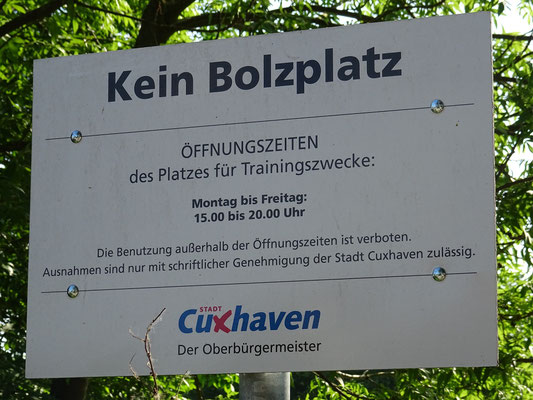 Kein Bolzplatz
ÖFFNUNGSZEITEN
des Platzes für Trainingszwecke:
Montag bis Freitag:
15.00 bis 20.00 Uhr
Die Benutzung außerhalb der Öffnungszeiten ist verboten.
Ausnahmen sind nur mit schriftlicher Genehmigung der Stadt Cuxhaven zulässig.
STADT
Cuxhaven
Der Oberbürgermeister